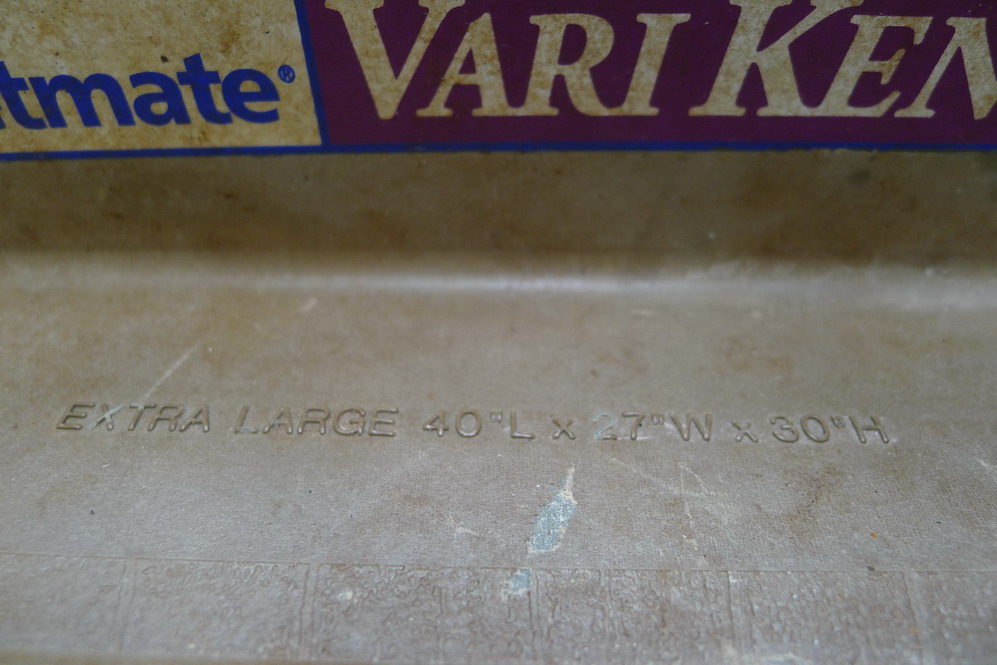 tmate®
VARI KEN
EXTRA LARGE 40"L x 27"W x 30"H